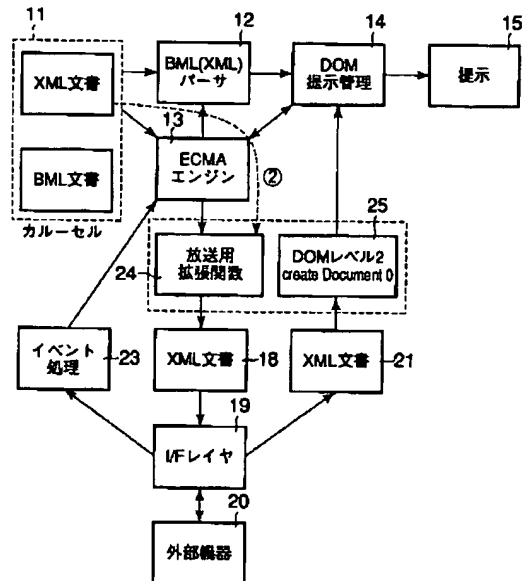 11
12
14
15
XML文書
BML(XML)
パーサ
DOM
提示管理
提示
13
ECMA
エンジン
②
BML文書
カルーセル
25
放送用
拡張関数
24
DOMレベル2
create Document ()
イベント
処理
23
XML文書
18
XML文書
21
19
I/Fレイヤ
20
外部機器